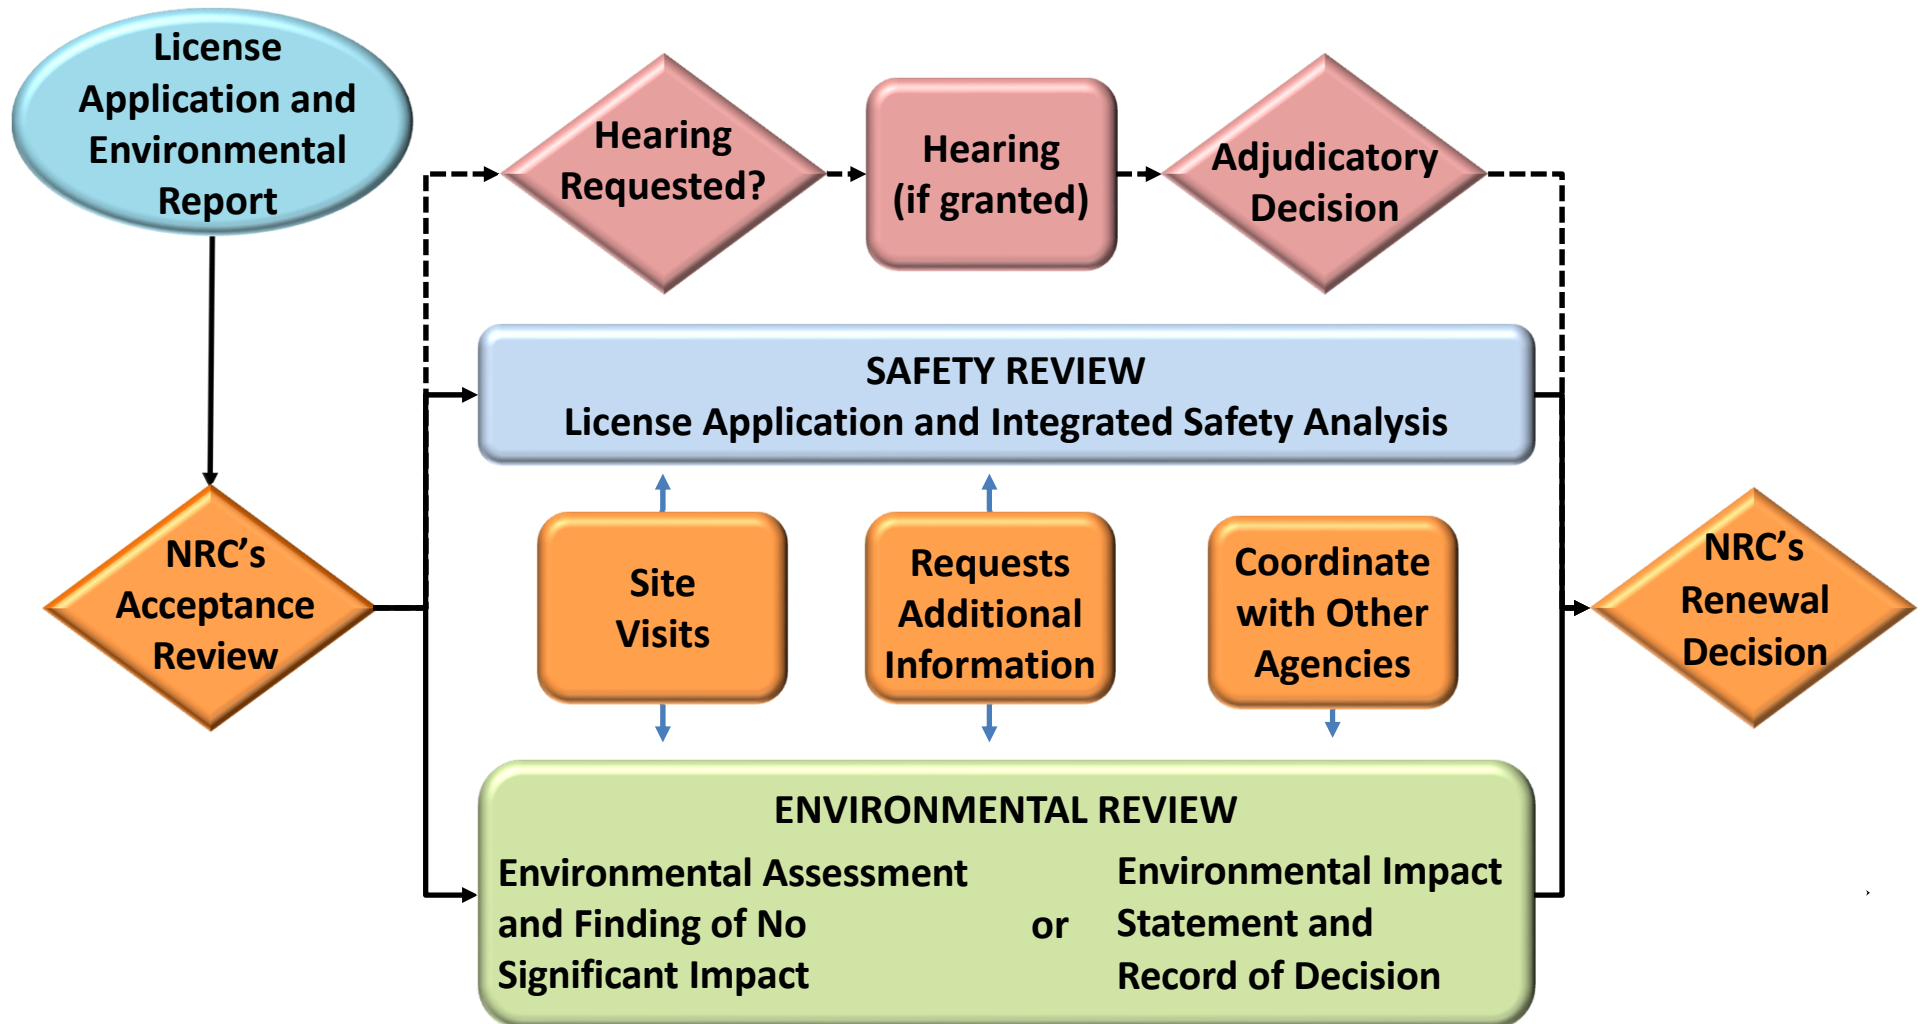 License
Application and
Environmental
Report
Hearing
Requested?
Hearing
(if granted)
Adjudicatory
Decision
SAFETY REVIEW
License Application and Integrated Safety Analysis
NRC’s
Acceptance
Review
Site
Visits
Requests
Additional
Information
Coordinate
with Other
Agencies
NRC’s
Renewal
Decision
ENVIRONMENTAL REVIEW
Environmental Assessment
and Finding of No
Significant Impact
or
Environmental Impact
Statement and
Record of Decision